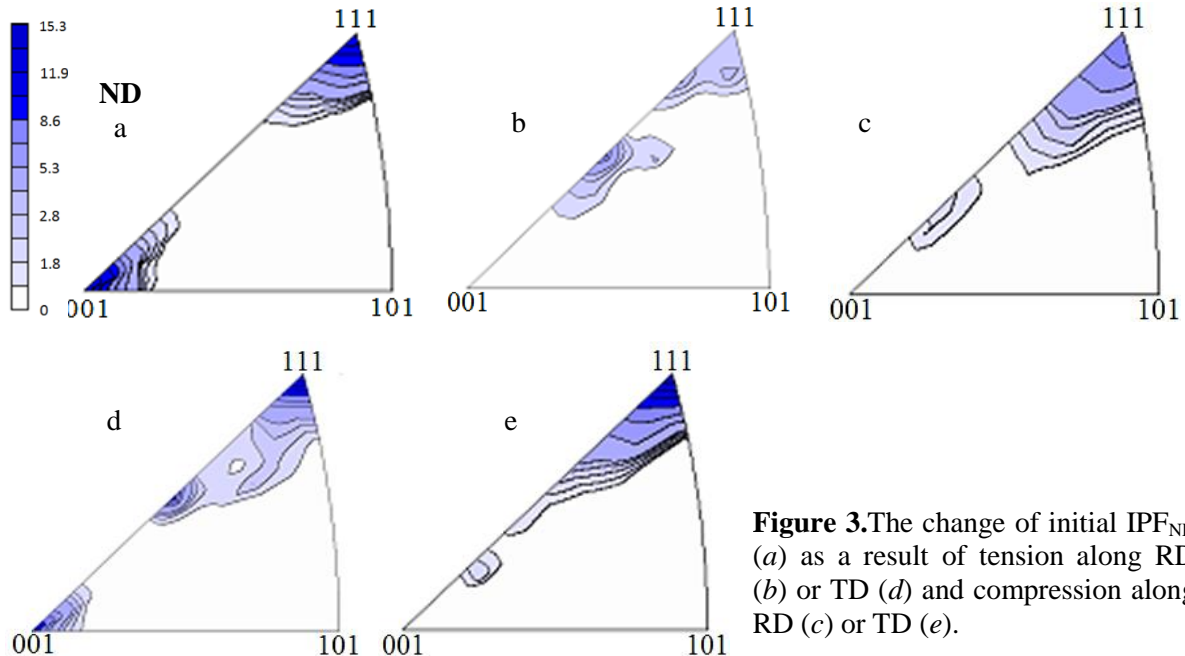 15.3
11.9
8.6
5.3
2.8
1.8
0
ND
a
111
001
101
b
111
001
101
c
111
001
101
d
111
001
101
e
111
001
101
Figure 3.The change of initial IPFND
(a) as a result of tension along RD
(b) or TD (d) and compression along
RD (c) or TD (e).